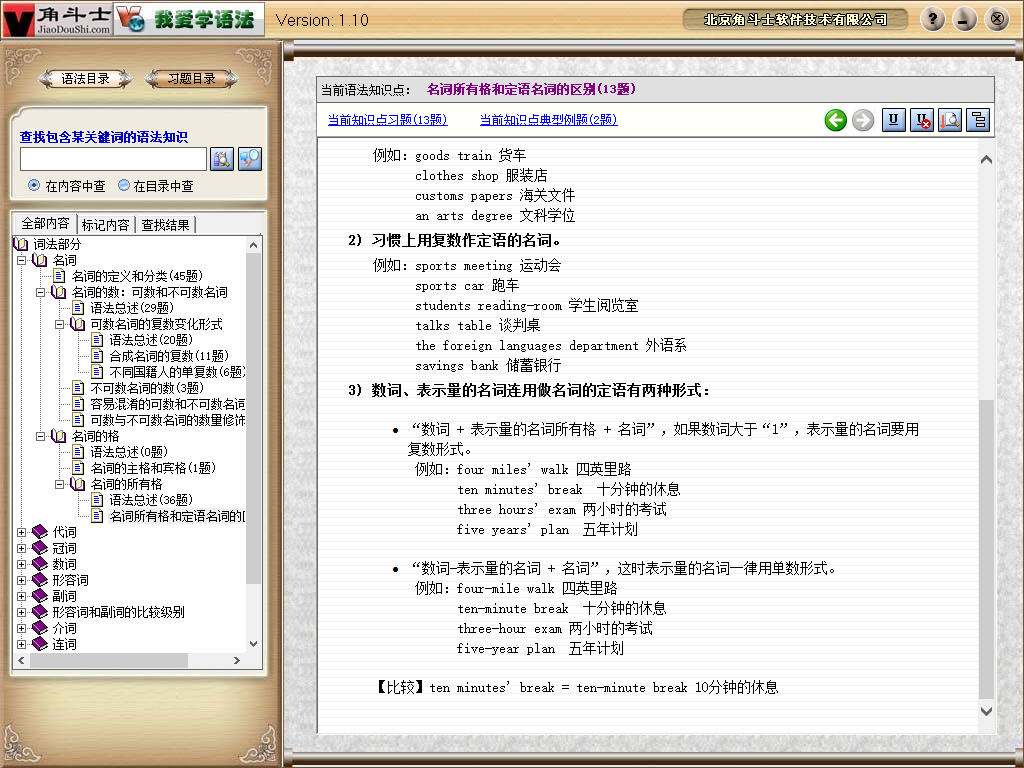 角斗士
JiaoDouShi.com
我爱学语法
Version: 1.10
北京角斗士软件技术有限公司
语法目录
习题目录
查找包含某关键词的语法知识
在内容中查
在目录中查
全部内容
标记内容
查找结果
词法部分
名词
名词的定义和分类(45题)
名词的数：可数和不可数名词
语法总述(29题)
可数名词的复数变化形式
语法总述(20题)
合成名词的复数(11题)
不同国籍人的单复数(6题)
不可数名词的数(3题)
容易混淆的可数和不可数名词
可数与不可数名词的数量修饰
名词的格
语法总述(0题)
名词的主格和宾格(1题)
名词的所有格
语法总述(36题)
名词所有格和定语名词的
代词
冠词
数词
形容词
副词
形容词和副词的比较级别
介词
连词
当前语法知识点：
名词所有格和定语名词的区别(13题)
当前知识点习题(13题)
当前知识点典型例题(2题)
例如：goods train 货车
clothes shop 服装店
customs papers 海关文件
an arts degree 文科学位
2) 习惯上用复数作定语的名词。
例如：sports meeting 运动会
sports car 跑车
students reading-room 学生阅览室
talks table 谈判桌
the foreign languages department 外语系
savings bank 储蓄银行
3) 数词、表示量的名词连用做名词的定语有两种形式：
• “数词 + 表示量的名词所有格 + 名词”，如果数词大于“1”，表示量的名词要用
复数形式。
例如：four miles' walk 四英里路
ten minutes' break 十分钟的休息
three hours' exam 两小时的考试
five years' plan 五年计划
• “数词—表示量的名词 + 名词”，这时表示量的名词一律用单数形式。
例如：four-mile walk 四英里路
ten-minute break 十分钟的休息
three-hour exam 两小时的考试
five-year plan 五年计划
【比较】ten minutes' break = ten-minute break 10分钟的休息